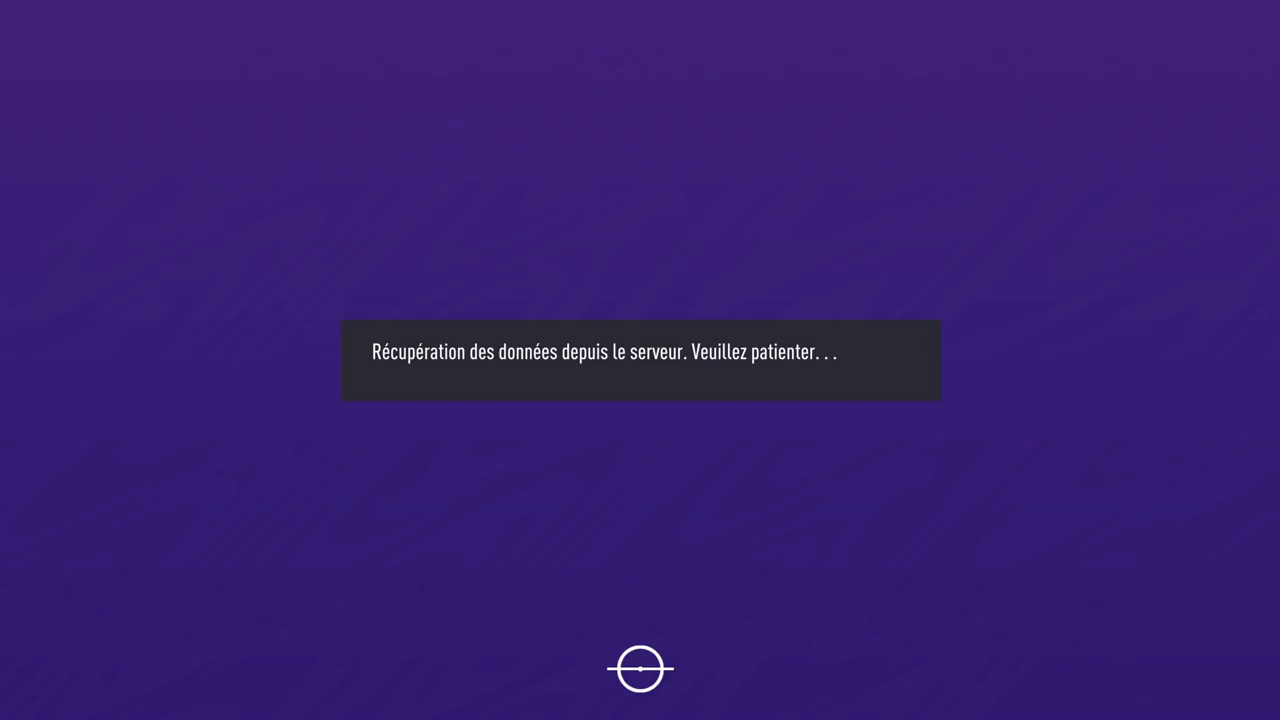 Récupération des données depuis le serveur. Veuillez patienter. . .